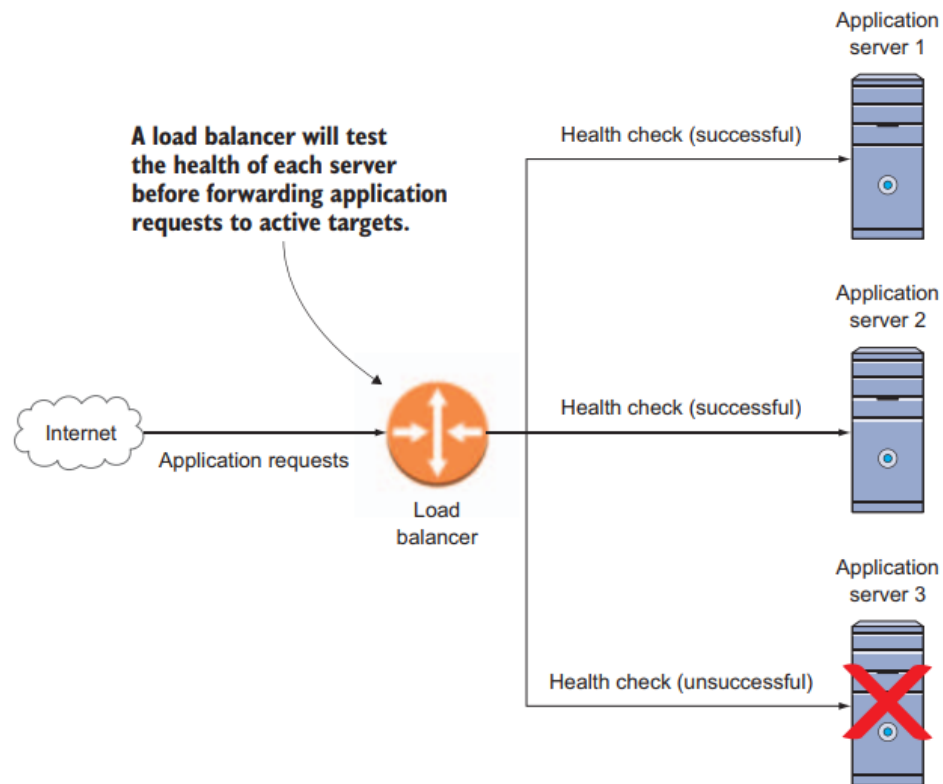 Application
server 1
A load balancer will test
the health of each server
before forwarding application
requests to active targets.
Health check (successful)
Application
server 2
Health check (successful)
Internet
Application requests
Load
balancer
Application
server 3
Health check (unsuccessful)